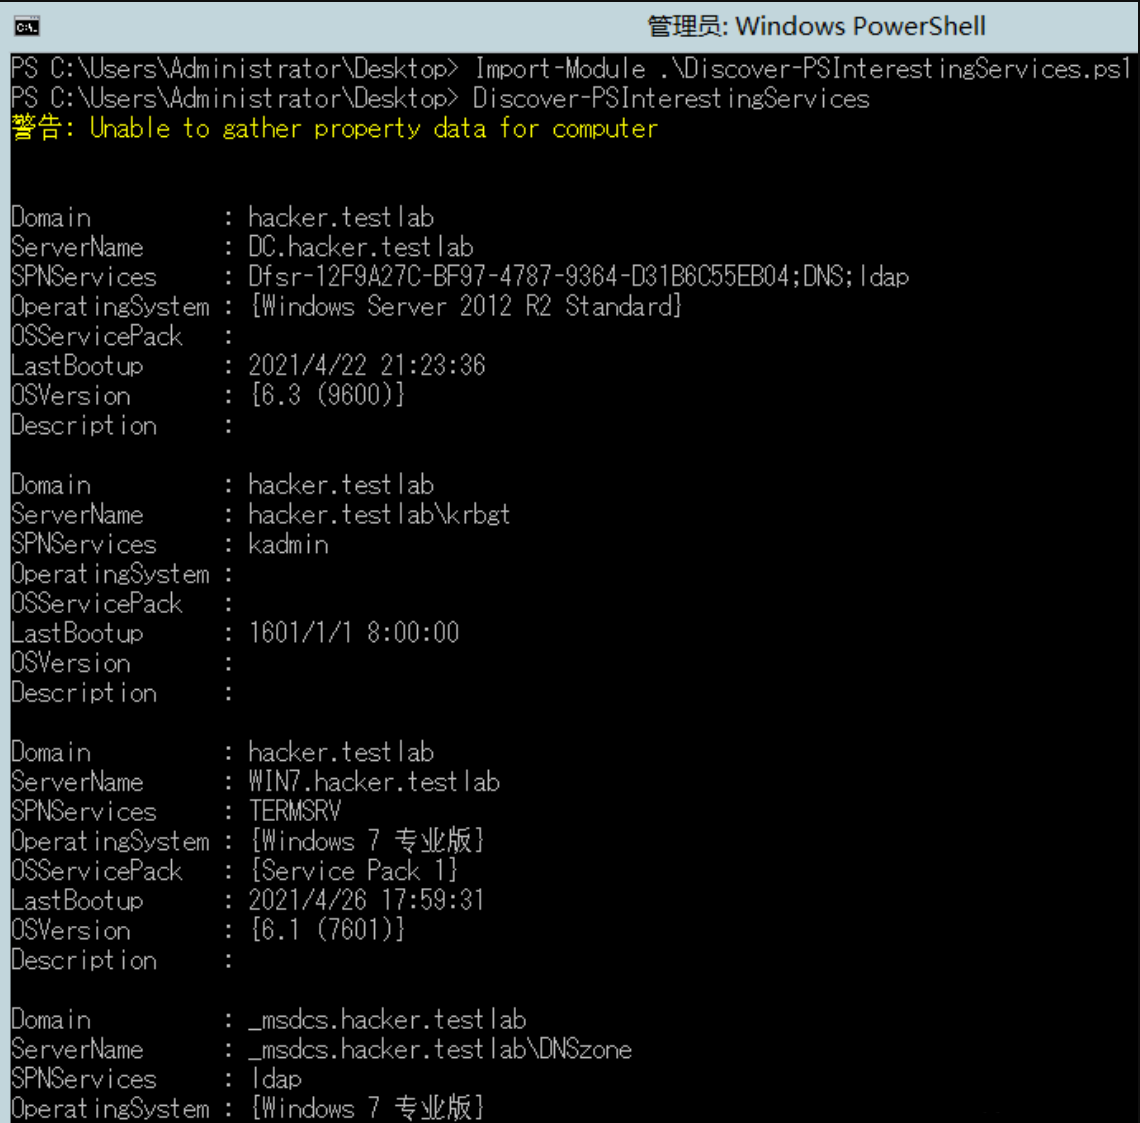 管理员: Windows PowerShell
PS C:\Users\Administrator\Desktop> Import-Module .\Discover-PSInterestingServices.ps1
PS C:\Users\Administrator\Desktop> Discover-PSInterestingServices
警告: Unable to gather property data for computer
Domain : hacker.testlab
ServerName : DC.hacker.testlab
SPNServices : Dfsr-12F9A27C-BF97-4787-9364-D31B6C55EB04;DNS;ldap
OperatingSystem : {Windows Server 2012 R2 Standard}
OSServicePack :
LastBootup : 2021/4/22 21:23:36
OSVersion : {6.3 (9600)}
Description :
Domain : hacker.testlab
ServerName : hacker.testlab\krbgt
SPNServices : kadmin
OperatingSystem :
OSServicePack :
LastBootup : 1601/1/1 8:00:00
OSVersion :
Description :
Domain : hacker.testlab
ServerName : WIN7.hacker.testlab
SPNServices : TERMSRV
OperatingSystem : {Windows 7 专业版}
OSServicePack : {Service Pack 1}
LastBootup : 2021/4/26 17:59:31
OSVersion : {6.1 (7601)}
Description :
Domain : _msdcs.hacker.testlab
ServerName : _msdcs.hacker.testlab\DNSzone
SPNServices : ldap
OperatingSystem : {Windows 7 专业版}